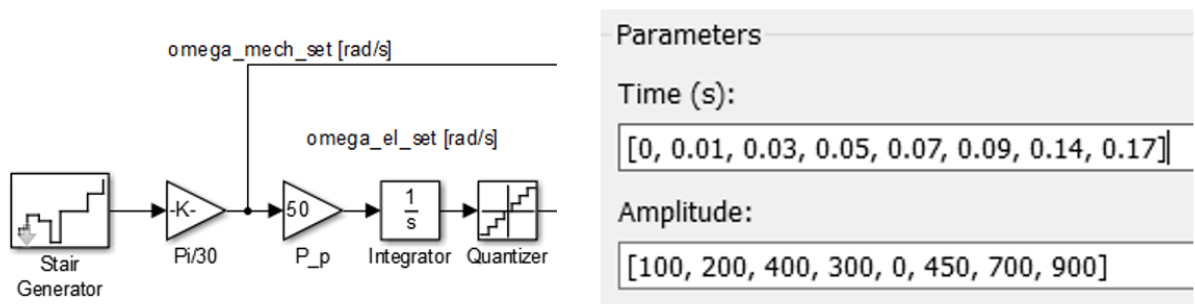 omega_mech_set [rad/s]
omega_el_set [rad/s]
-K-
50
1
s
Stair
Generator
Pi/30
P_p
Integrator
Quantizer
Parameters
Time (s):
[0, 0.01, 0.03, 0.05, 0.07, 0.09, 0.14, 0.17]
Amplitude:
[100, 200, 400, 300, 0, 450, 700, 900]